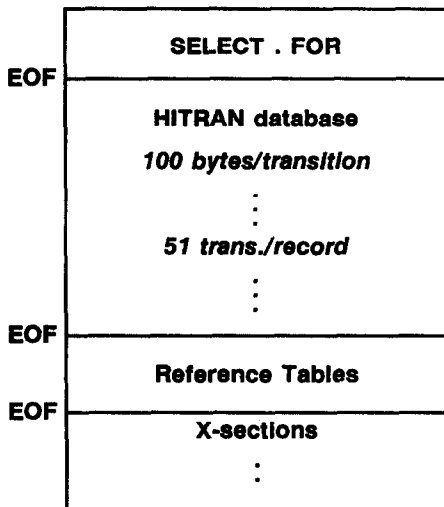 SELECT . FOR
EOF
HITRAN database
100 bytes/transition
51 trans./record
EOF
Reference Tables
EOF
X-sections